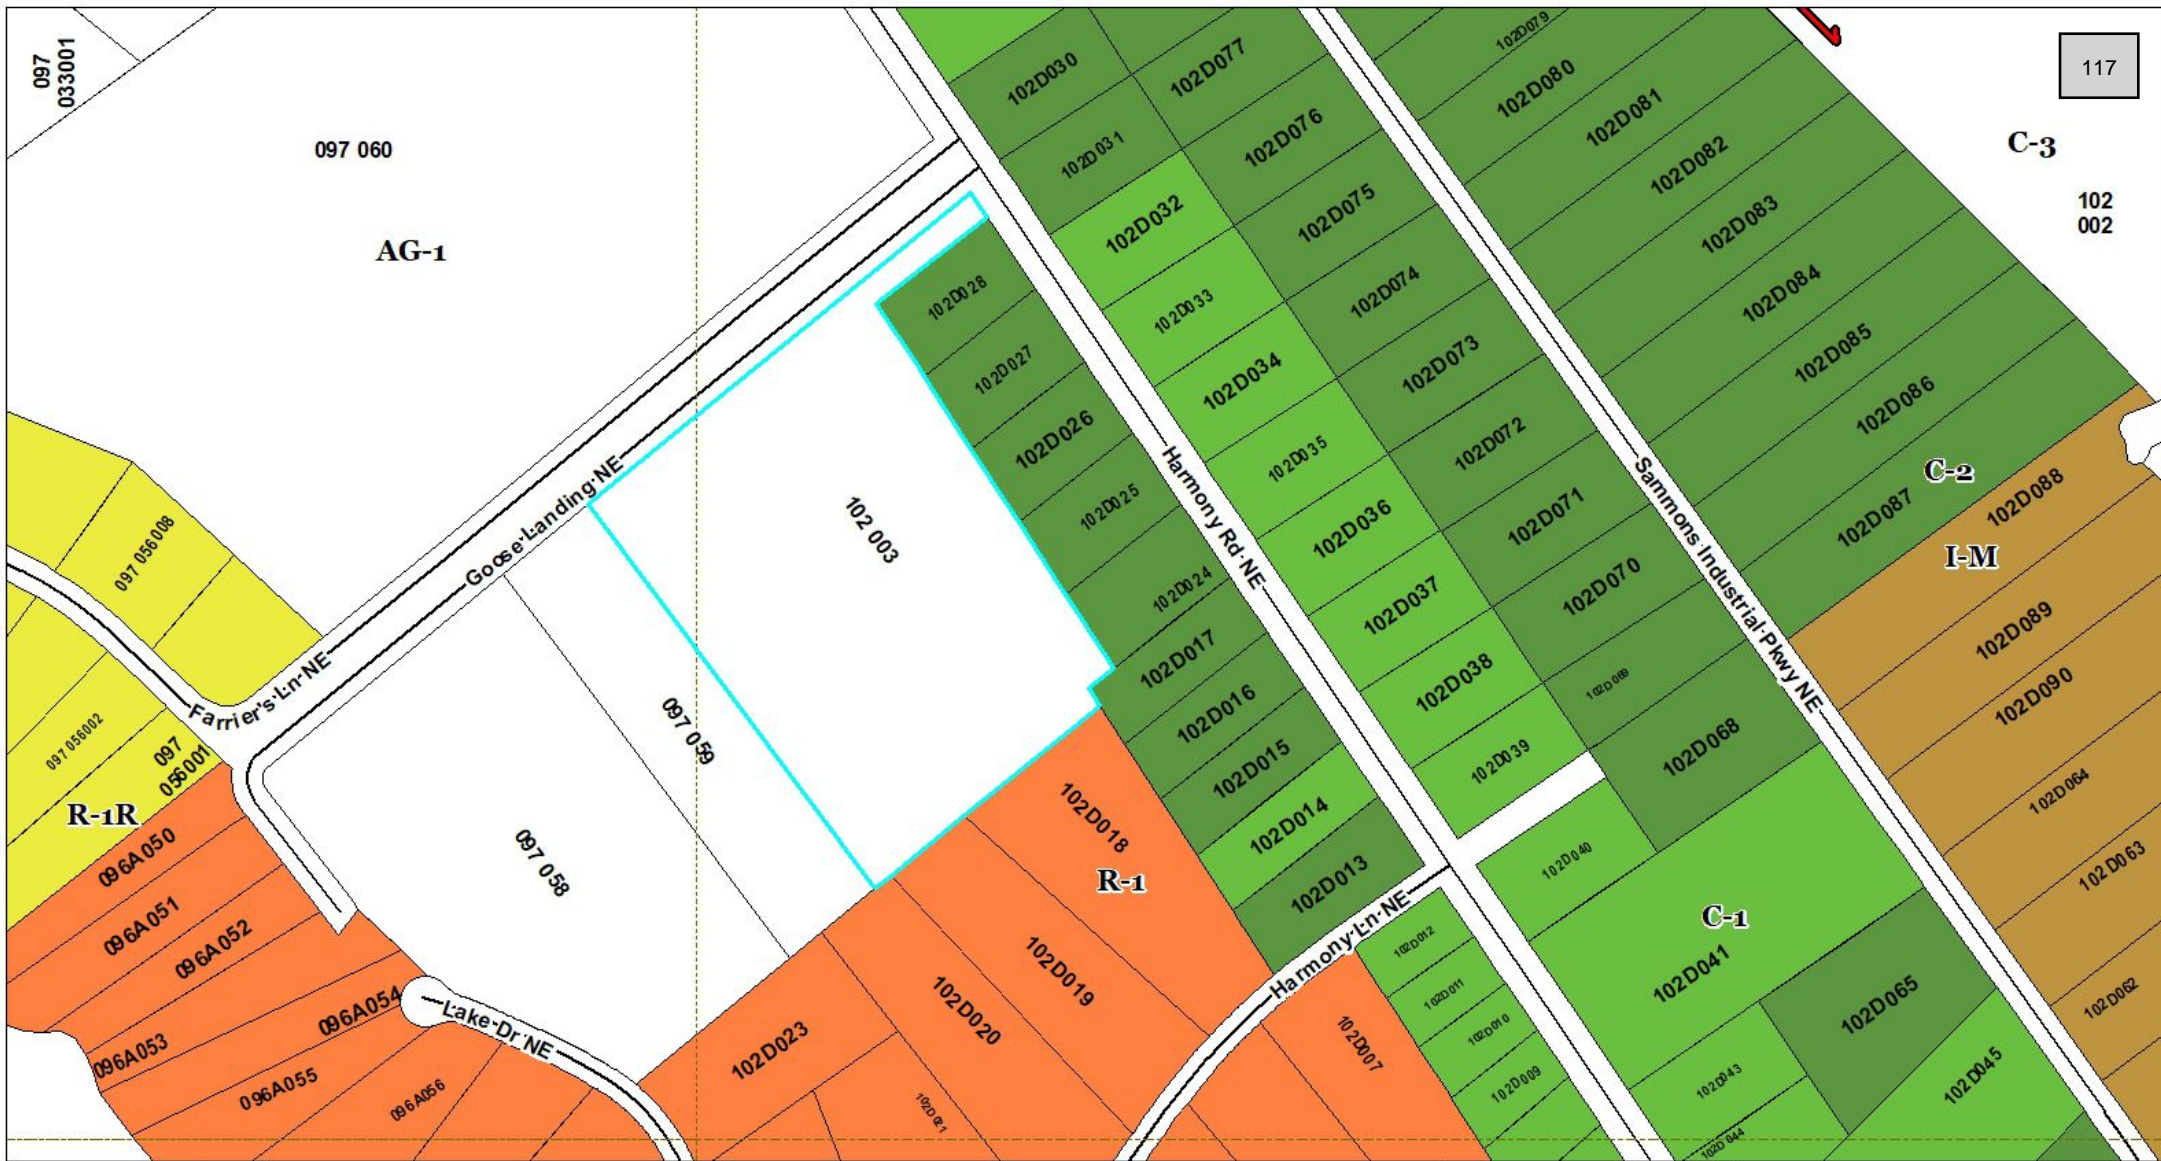 097
033001
097 060
AG-1
102D030
102D031
102D077
102D076
102D075
102D074
102D073
102D072
102D071
102D070
102D069
102D068
102D079
102D080
102D081
102D082
102D083
102D084
102D085
102D086
102D087
C-2
117
C-3
102
002
102D032
102D033
102D034
102D035
102D036
102D037
102D038
102D039
102D040
C-1
102D041
102D043
102D044
102D065
102D045
102D028
102D027
102D026
102D025
102D024
102D017
102D016
102D015
102D014
102D013
102D012
102D011
102D010
102D009
102D007
Harmony Rd NE
Sammons Industrial Pkwy NE
Goose Landing NE
Farrier's Ln NE
Harmony Ln NE
Lake Dr NE
102 003
097 059
097 058
097 056008
097 056002
097
056001
R-1R
096A050
096A051
096A052
096A053
096A054
096A055
096A056
102D018
R-1
102D019
102D020
102D023
102D021
102D088
I-M
102D089
102D090
102D064
102D063
102D062